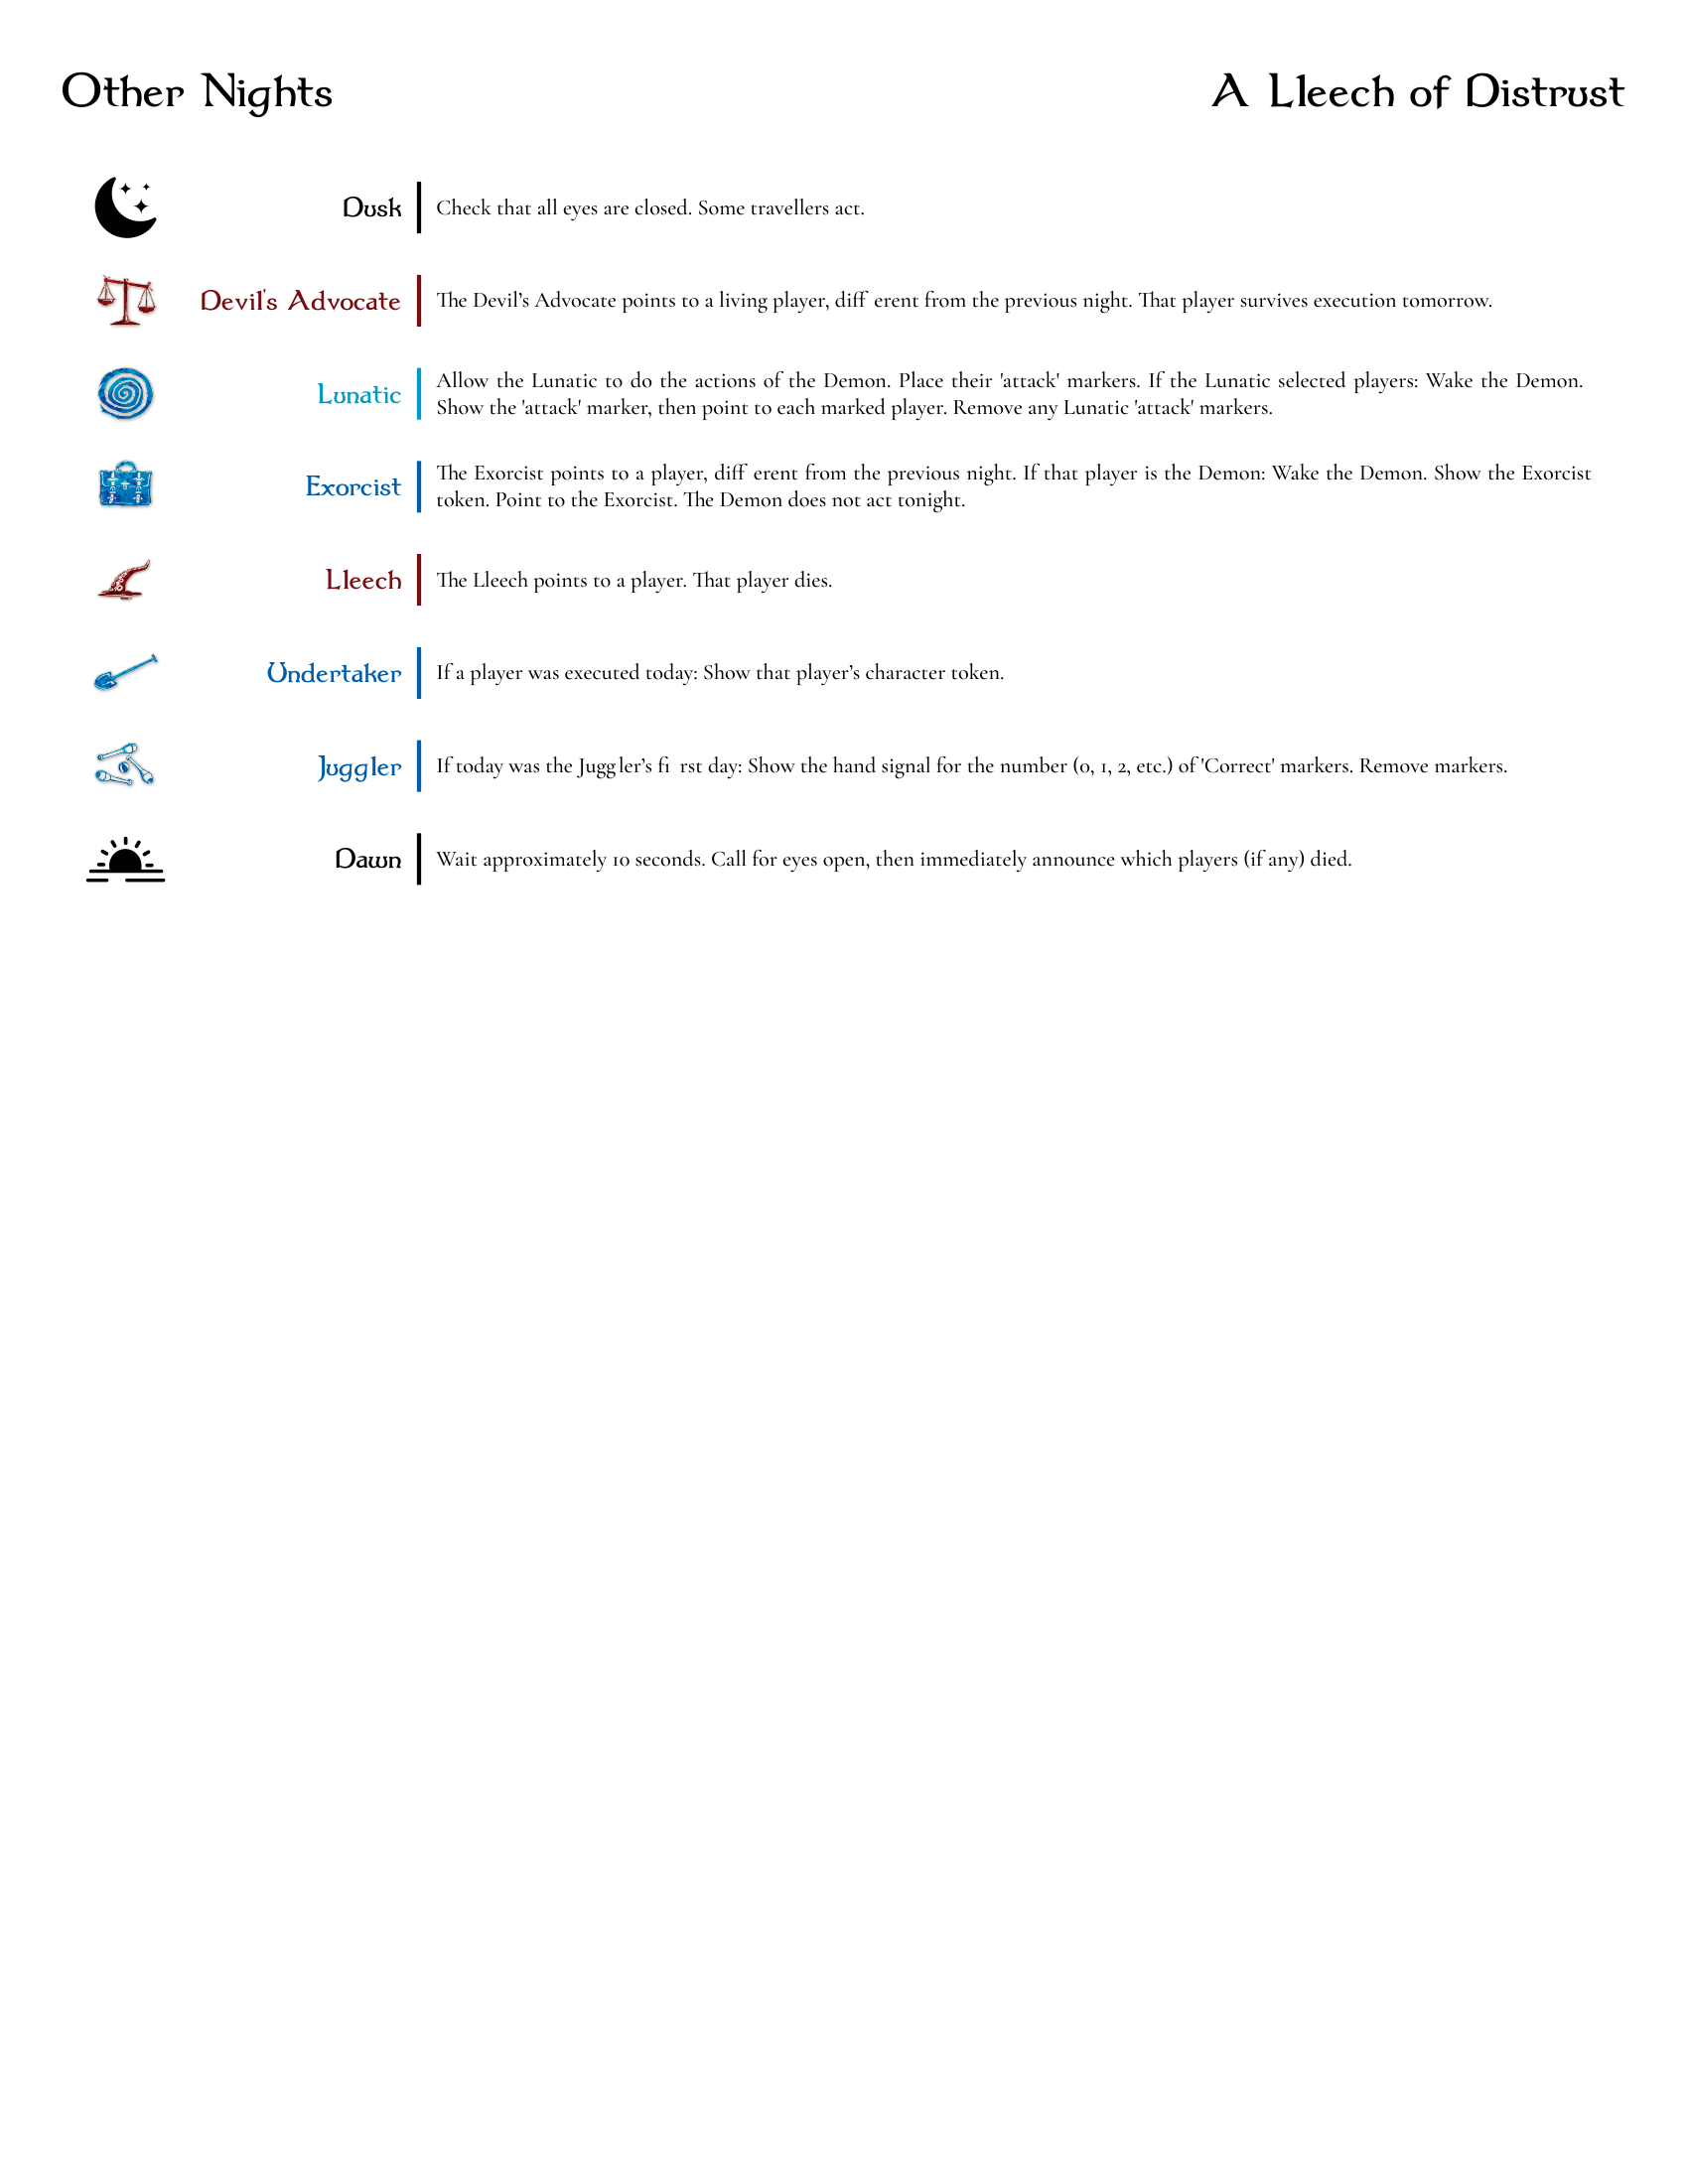 Other Nights
A Lleech of Distrust
Dusk
Check that all eyes are closed. Some travellers act.
Devil's Advocate
The Devil’s Advocate points to a living player, different from the previous night. That player survives execution tomorrow.
Lunatic
Allow the Lunatic to do the actions of the Demon. Place their 'attack' markers. If the Lunatic selected players: Wake the Demon.
Show the 'attack' marker, then point to each marked player. Remove any Lunatic 'attack' markers.
Exorcist
The Exorcist points to a player, different from the previous night. If that player is the Demon: Wake the Demon. Show the Exorcist
token. Point to the Exorcist. The Demon does not act tonight.
Lleech
The Lleech points to a player. That player dies.
Undertaker
If a player was executed today: Show that player’s character token.
Juggler
If today was the Juggler’s first day: Show the hand signal for the number (0, 1, 2, etc.) of 'Correct' markers. Remove markers.
Dawn
Wait approximately 10 seconds. Call for eyes open, then immediately announce which players (if any) died.